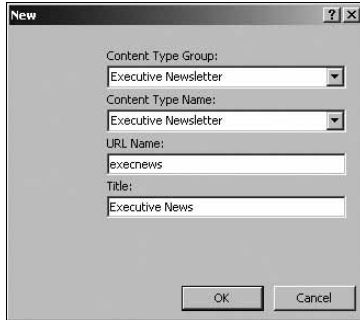 New
Content Type Group:
Executive Newsletter
Content Type Name:
Executive Newsletter
URL Name:
execnews
Title:
Executive News
OK Cancel